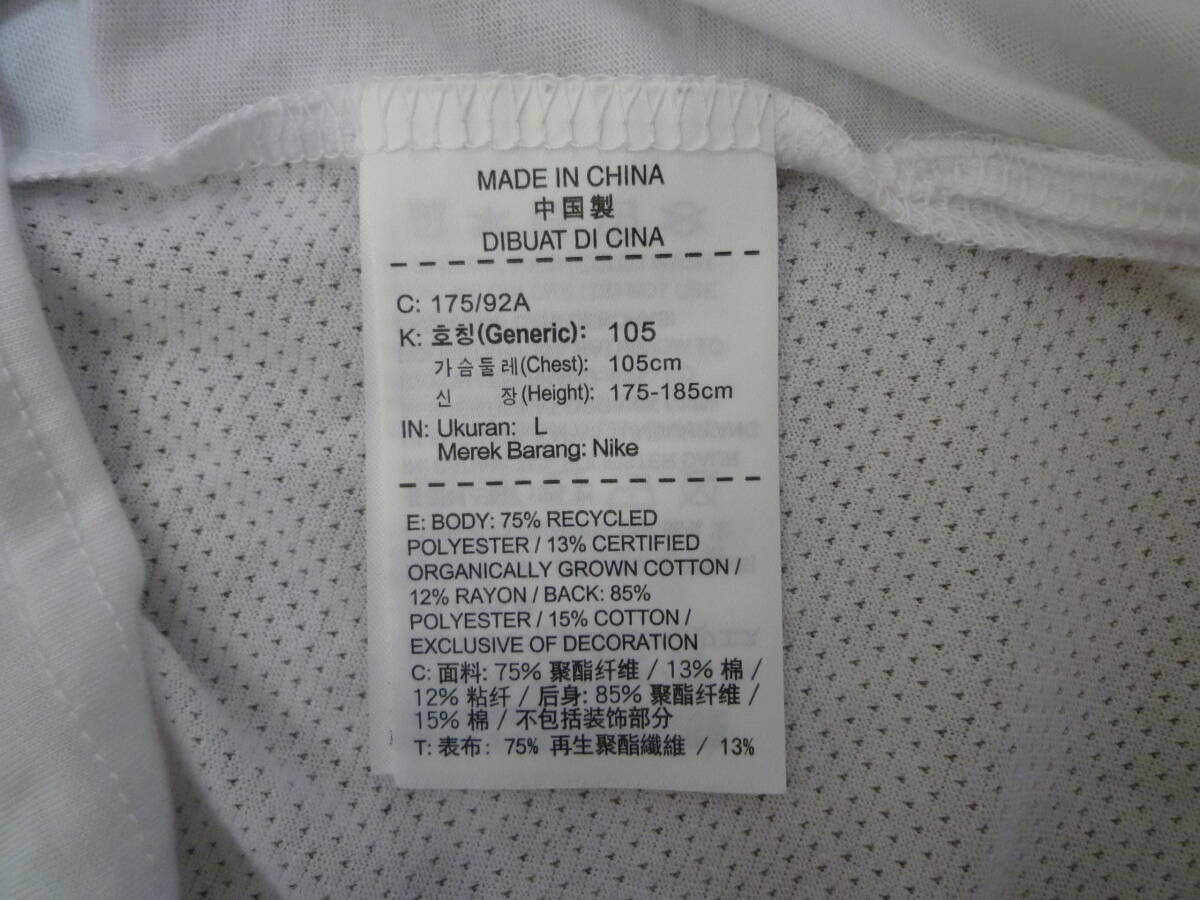 MADE IN CHINA
中国製
DIBUAT DI CINA
C: 175/92A
K: 호칭(Generic): 105
가슴둘레(Chest): 105cm
신 장(Height): 175-185cm
IN: Ukuran: L
Merek Barang: Nike
E: BODY: 75% RECYCLED
POLYESTER / 13% CERTIFIED
ORGANICALLY GROWN COTTON /
12% RAYON / BACK: 85%
POLYESTER / 15% COTTON /
EXCLUSIVE OF DECORATION
C: 面料: 75% 聚酯纤维 / 13% 棉 /
12% 粘纤 / 后身: 85% 聚酯纤维 /
15% 棉 / 不包括装饰部分
T: 表布: 75% 再生聚酯纖維 / 13%